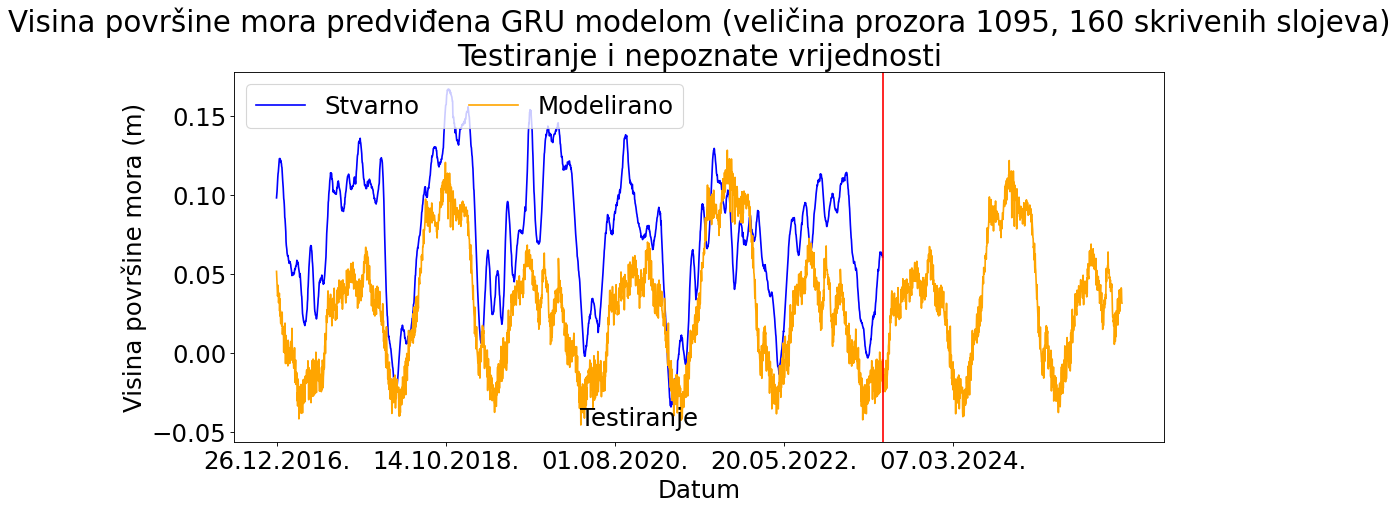 Visina površine mora predviđena GRU modelom (veličina prozora 1095, 160 skrivenih slojeva)
Testiranje i nepoznate vrijednosti
Stvarno Modelirano
Visina površine mora (m)
0.15
0.10
0.05
0.00
−0.05
Testiranje
26.12.2016. 14.10.2018. 01.08.2020. 20.05.2022. 07.03.2024.
Datum